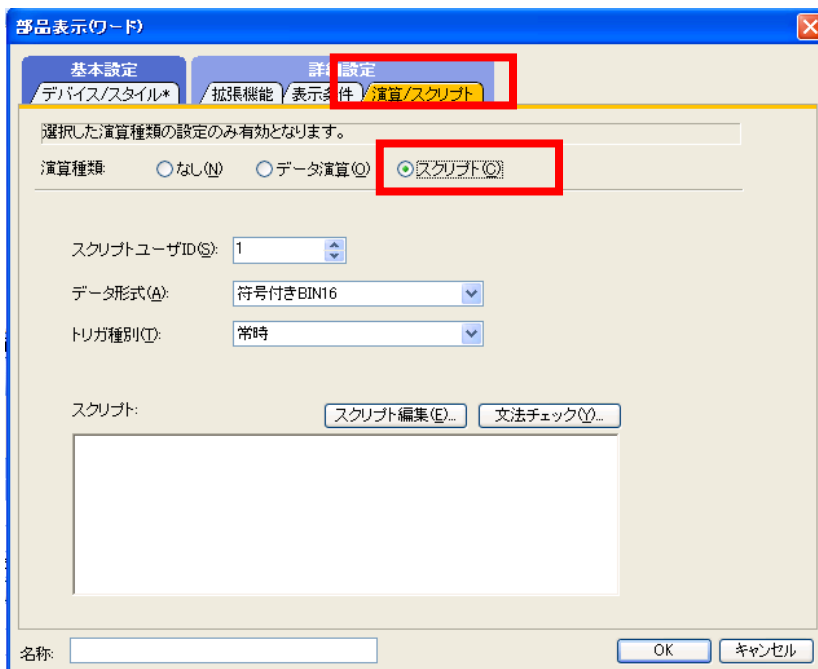 部品表示(ワード)
基本設定 詳細設定
デバイス/スタイル* 拡張機能 表示条件 演算/スクリプト
選択した演算種類の設定のみ有効となります。
演算種類: なし(N) データ演算(O) スクリプト(C)
スクリプトユーザID(S): 1
データ形式(A): 符号付きBIN16
トリガ種別(T): 常時
スクリプト: スクリプト編集(E)... 文法チェック(Y)...
名称: OK キャンセル